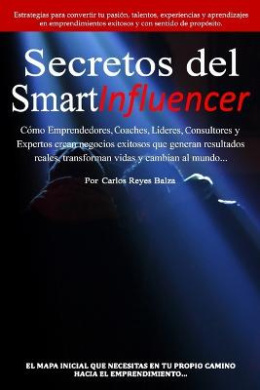 Estrategias para convertir tu pasión, talentos, experiencias y aprendizajes
en emprendimientos exitosos y con sentido de propósito.
Secretos del
SmartInfluencer
Cómo Emprendedores, Coaches, Líderes, Consultores y
Expertos crean negocios exitosos que generan resultados
reales, transforman vidas y cambian al mundo...
Por Carlos Reyes Balza
EL MAPA INICIAL QUE NECESITAS EN TU PROPIO CAMINO
HACIA EL EMPRENDIMIENTO...